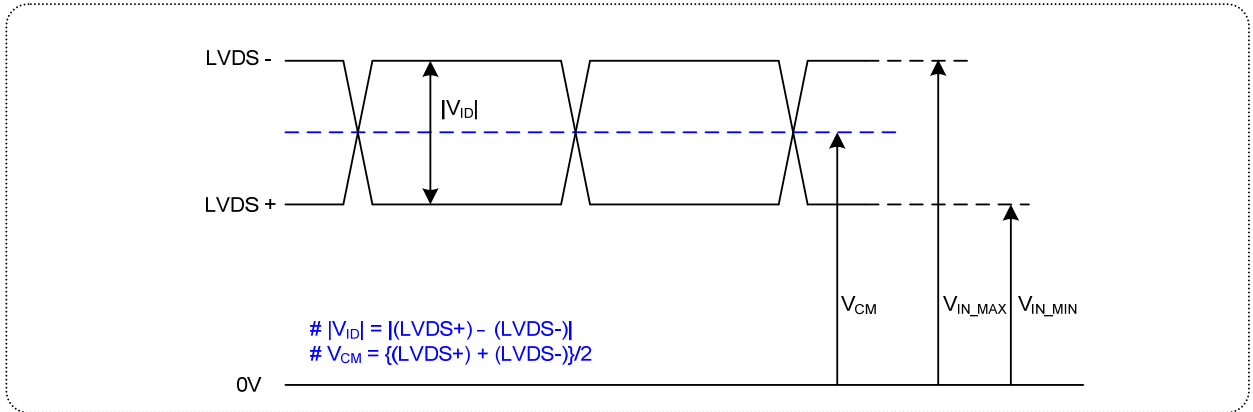 LVDS -
|VID|
LVDS +
VCM
VIN_MAX
VIN_MIN
# |VID| = |(LVDS+) – (LVDS-)|
# VCM = {(LVDS+) + (LVDS-)}/2
0V